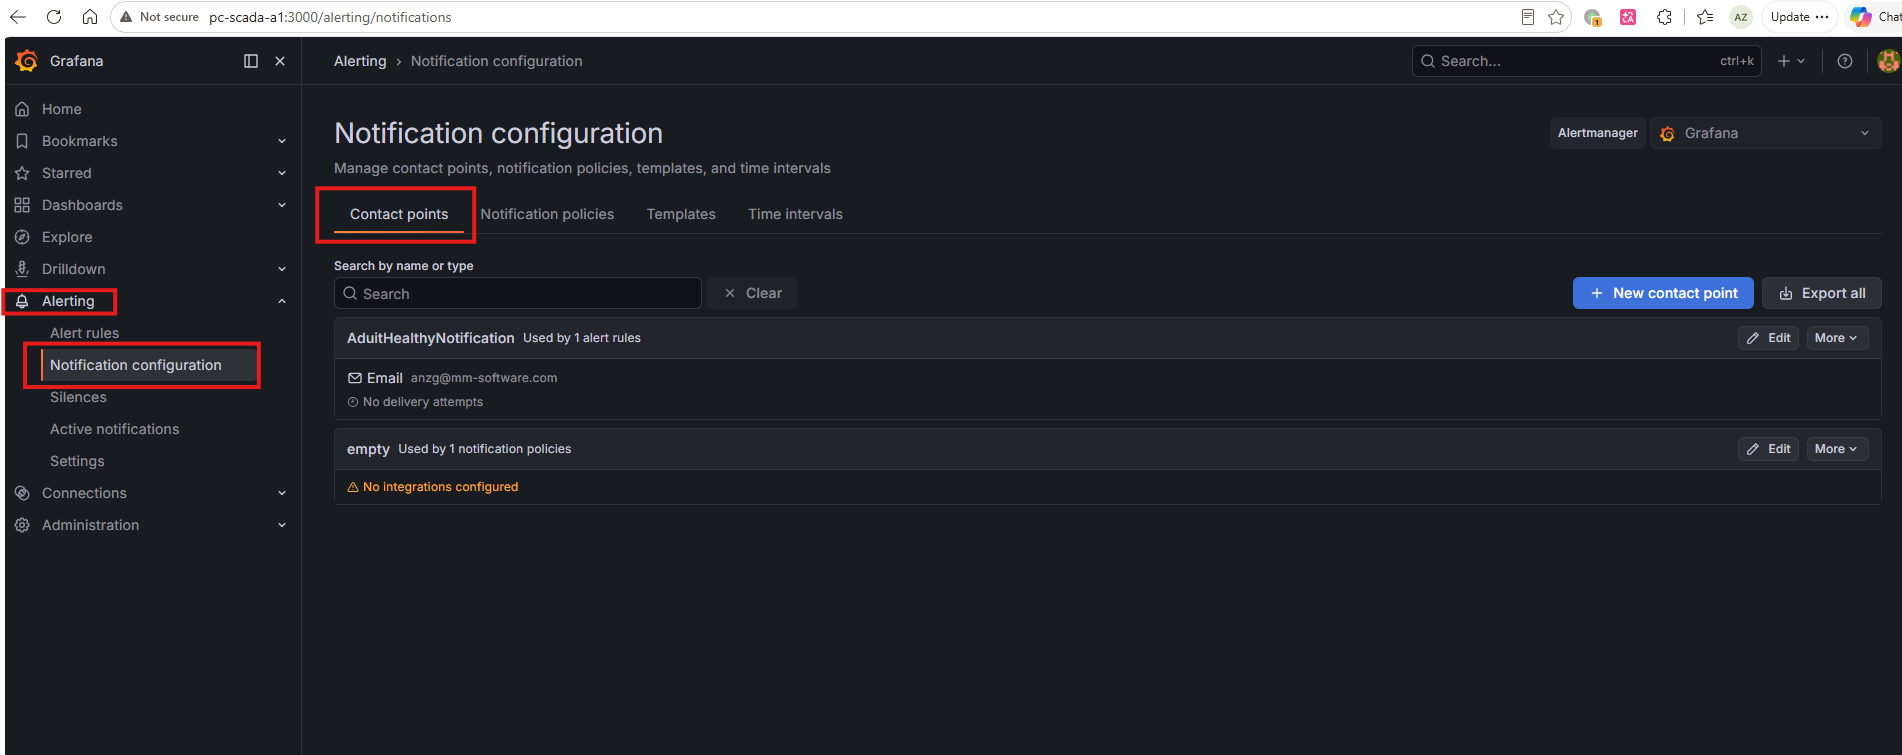 Not secure pc-scada-a1:3000/alerting/notifications
1
AZ
Update
Grafana
Alerting › Notification configuration
Search...
ctrl+k
Home
Bookmarks
Starred
Dashboards
Explore
Drilldown
Alerting
Alert rules
Notification configuration
Silences
Active notifications
Settings
Connections
Administration
Notification configuration
Alertmanager
Grafana
Manage contact points, notification policies, templates, and time intervals
Contact points
Notification policies
Templates
Time intervals
Search by name or type
Search
Clear
New contact point
Export all
AduitHealthyNotification Used by 1 alert rules
Edit
More
Email anzg@mm-software.com
No delivery attempts
empty Used by 1 notification policies
Edit
More
No integrations configured